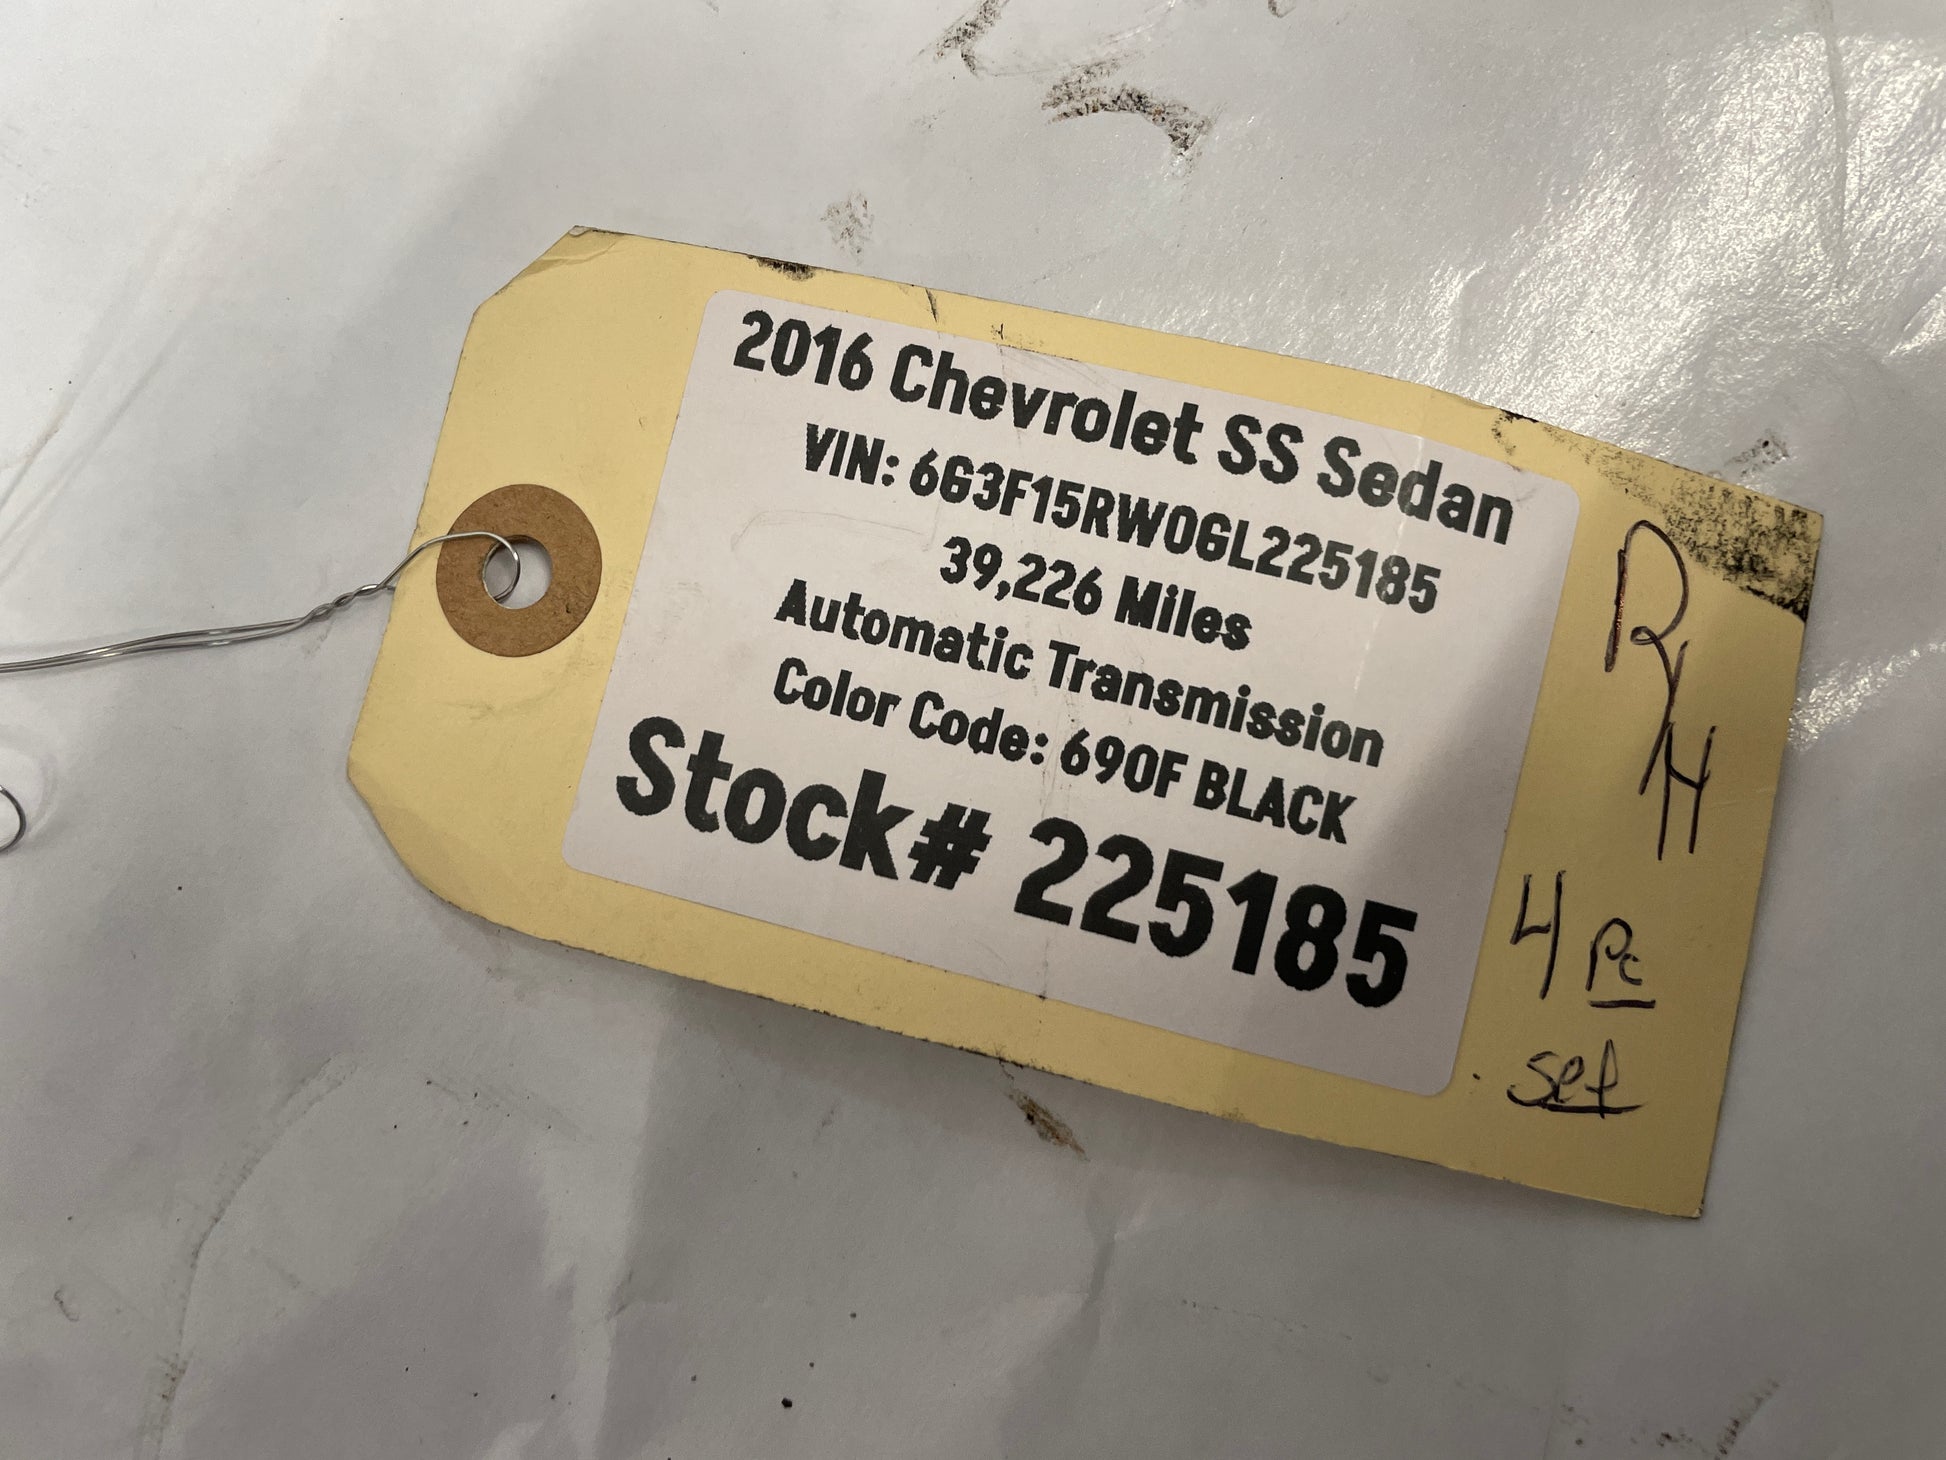 2016 Chevrolet SS Sedan
VIN: 6G3F15RW0GL225185
39,226 Miles
Automatic Transmission
Color Code: 690F BLACK
Stock# 225185
R/H
4 Pc
set